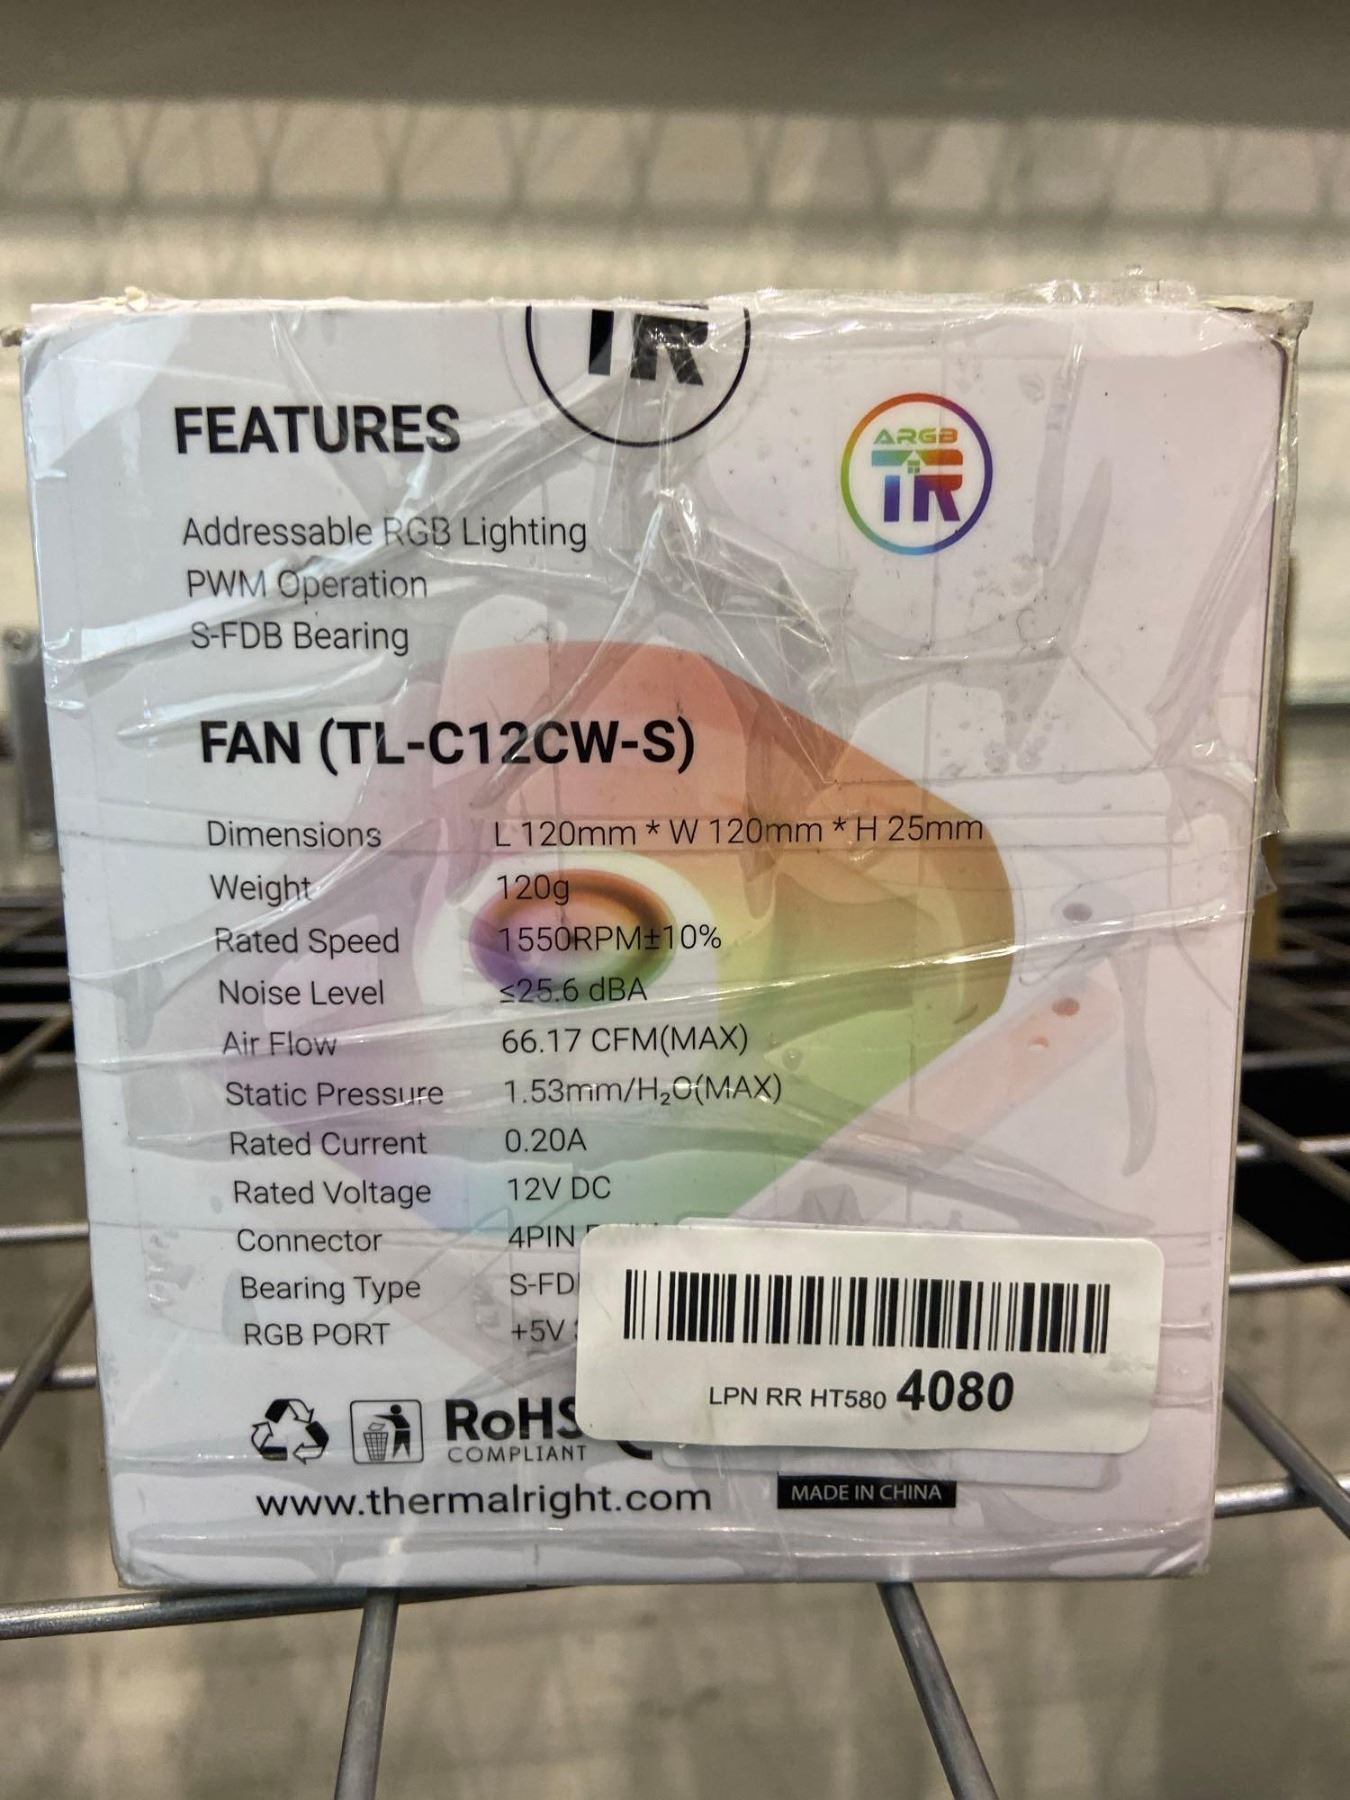 TR
FEATURES
ARGB
TR
Addressable RGB Lighting
PWM Operation
S-FDB Bearing
FAN (TL-C12CW-S)
Dimensions L 120mm * W 120mm * H 25mm
Weight 120g
Rated Speed 1550RPM±10%
Noise Level ≤25.6 dBA
Air Flow 66.17 CFM(MAX)
Static Pressure 1.53mm/H₂O(MAX)
Rated Current 0.20A
Rated Voltage 12V DC
Connector 4PIN
Bearing Type S-FD
RGB PORT +5V
LPN RR HT580 4080
RoHS
COMPLIANT
www.thermalright.com
MADE IN CHINA